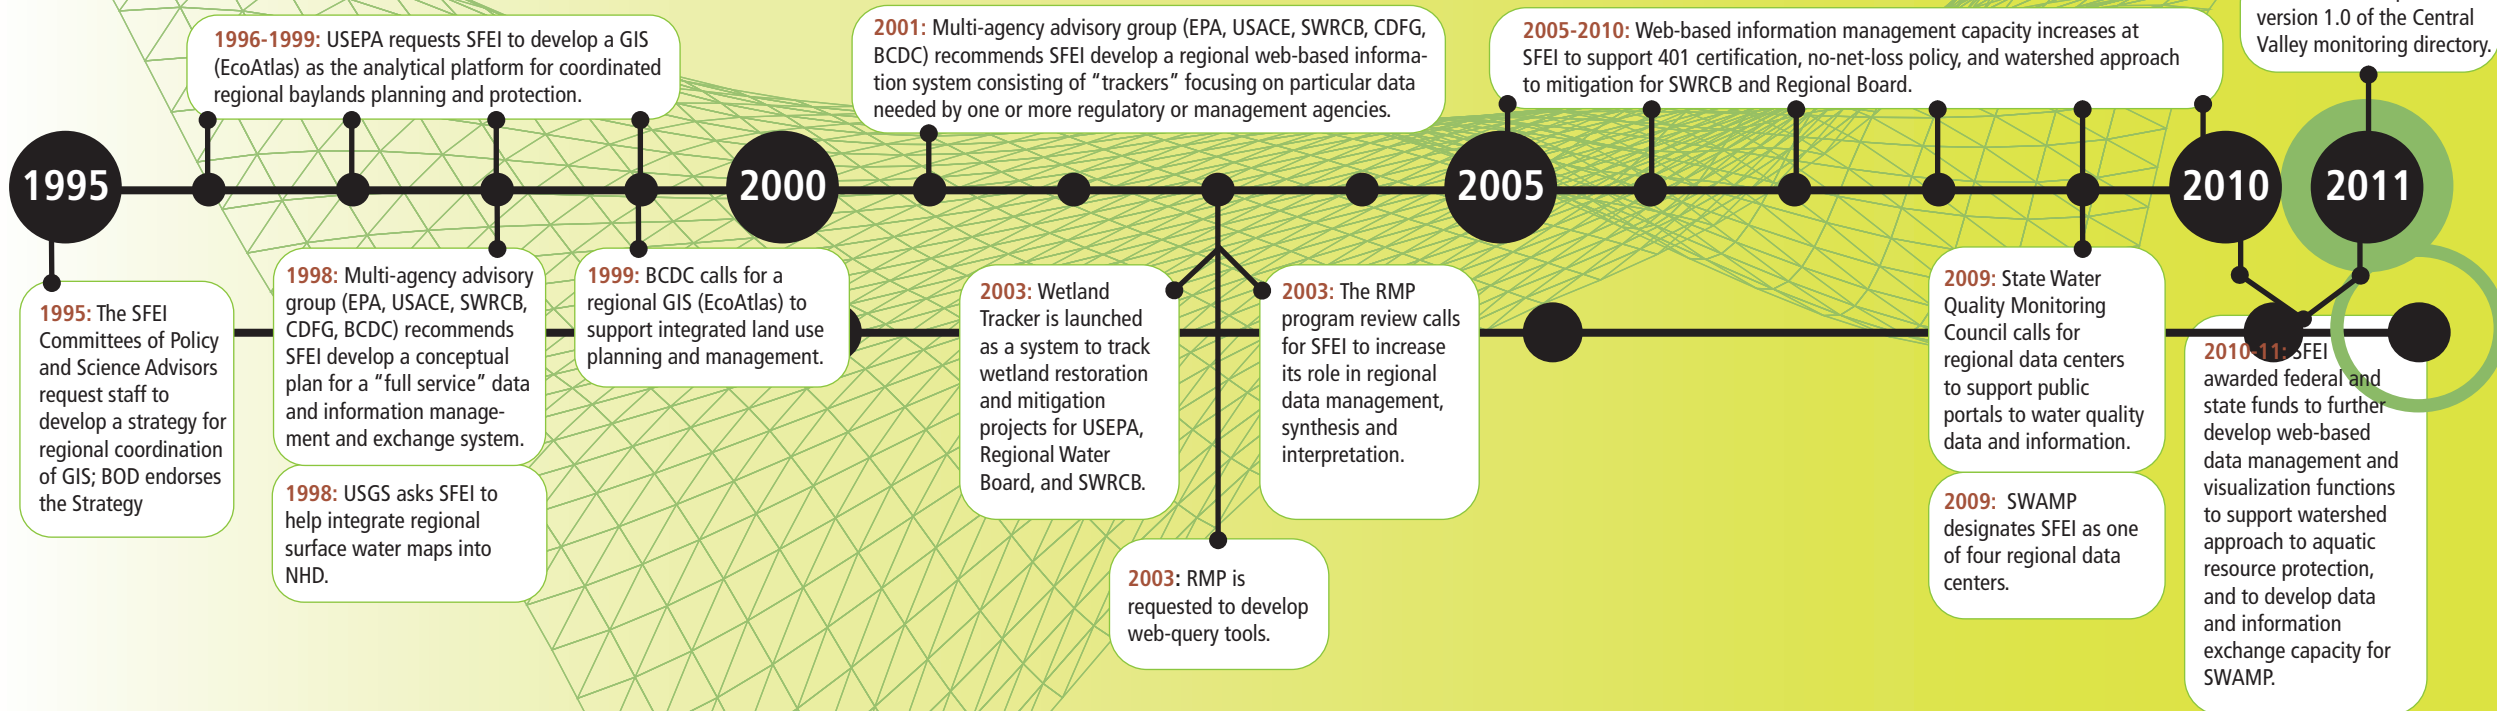 1996-1999: USEPA requests SFEI to develop a GIS
(EcoAtlas) as the analytical platform for coordinated
regional baylands planning and protection.
2001: Multi-agency advisory group (EPA, USACE, SWRCB, CDFG,
BCDC) recommends SFEI develop a regional web-based informa-
tion system consisting of “trackers” focusing on particular data
needed by one or more regulatory or management agencies.
2005-2010: Web-based information management capacity increases at
SFEI to support 401 certification, no-net-loss policy, and watershed approach
to mitigation for SWRCB and Regional Board.
version 1.0 of the Central
Valley monitoring directory.
1995
2000
2005
2010
2011
1995: The SFEI
Committees of Policy
and Science Advisors
request staff to
develop a strategy for
regional coordination
of GIS; BOD endorses
the Strategy
1998: Multi-agency advisory
group (EPA, USACE, SWRCB,
CDFG, BCDC) recommends
SFEI develop a conceptual
plan for a “full service” data
and information manage-
ment and exchange system.
1998: USGS asks SFEI to
help integrate regional
surface water maps into
NHD.
1999: BCDC calls for a
regional GIS (EcoAtlas) to
support integrated land use
planning and management.
2003: Wetland
Tracker is launched
as a system to track
wetland restoration
and mitigation
projects for USEPA,
Regional Water
Board, and SWRCB.
2003: The RMP
program review calls
for SFEI to increase
its role in regional
data management,
synthesis and
interpretation.
2003: RMP is
requested to develop
web-query tools.
2009: State Water
Quality Monitoring
Council calls for
regional data centers
to support public
portals to water quality
data and information.
2009: SWAMP
designates SFEI as one
of four regional data
centers.
2010-11: SFEI
awarded federal and
state funds to further
develop web-based
data management and
visualization functions
to support watershed
approach to aquatic
resource protection,
and to develop data
and information
exchange capacity for
SWAMP.